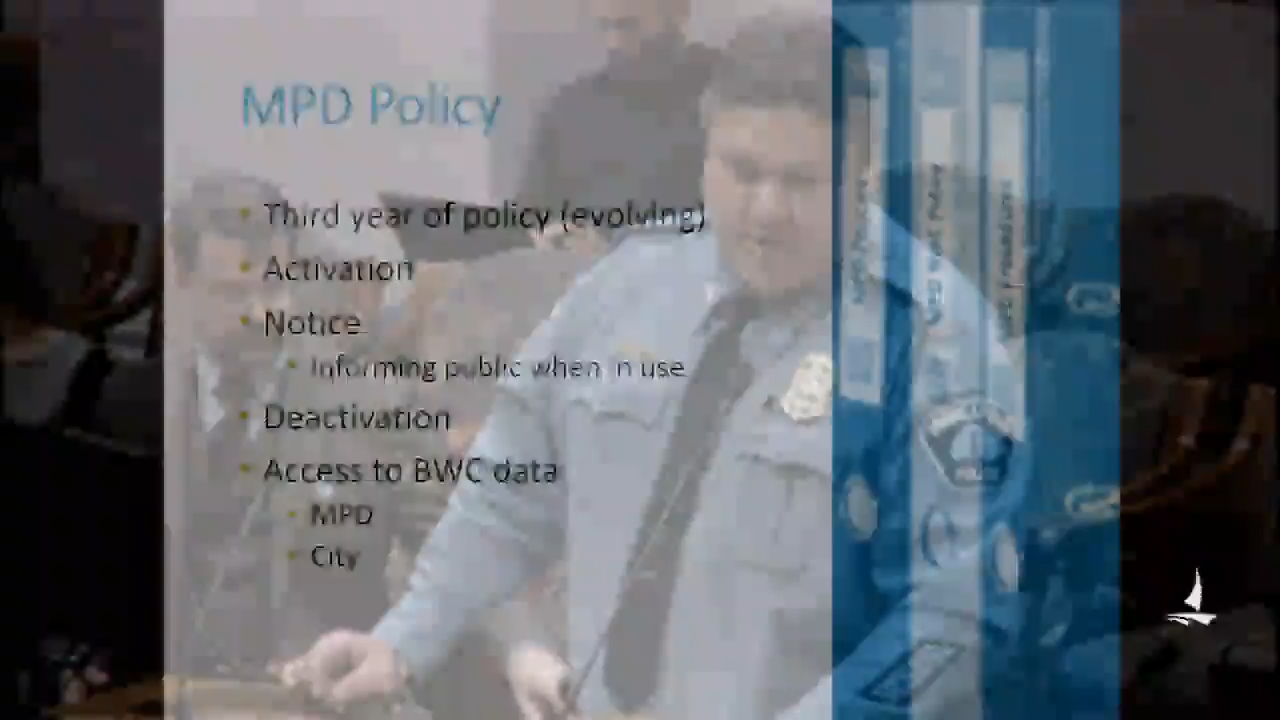 MPD Policy
• Third year of policy (evolving)
• Activation
• Notice
• Informing public when in use
• Deactivation
• Access to BWC data
• MPD
• City